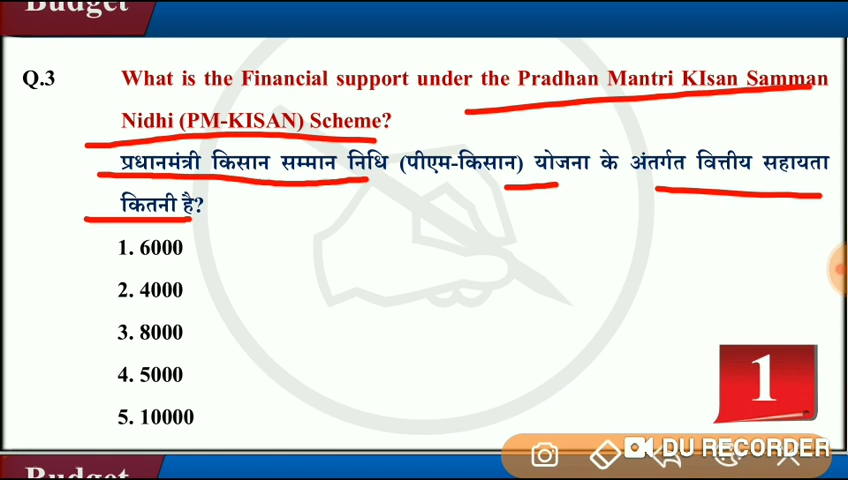 Budget
Q.3 What is the Financial support under the Pradhan Mantri KIsan Samman
Nidhi (PM-KISAN) Scheme?
प्रधानमंत्री किसान सम्मान निधि (पीएम-किसान) योजना के अंतर्गत वित्तीय सहायता
कितनी है?
1. 6000
2. 4000
3. 8000
4. 5000
5. 10000
1
DU RECORDER
Budget